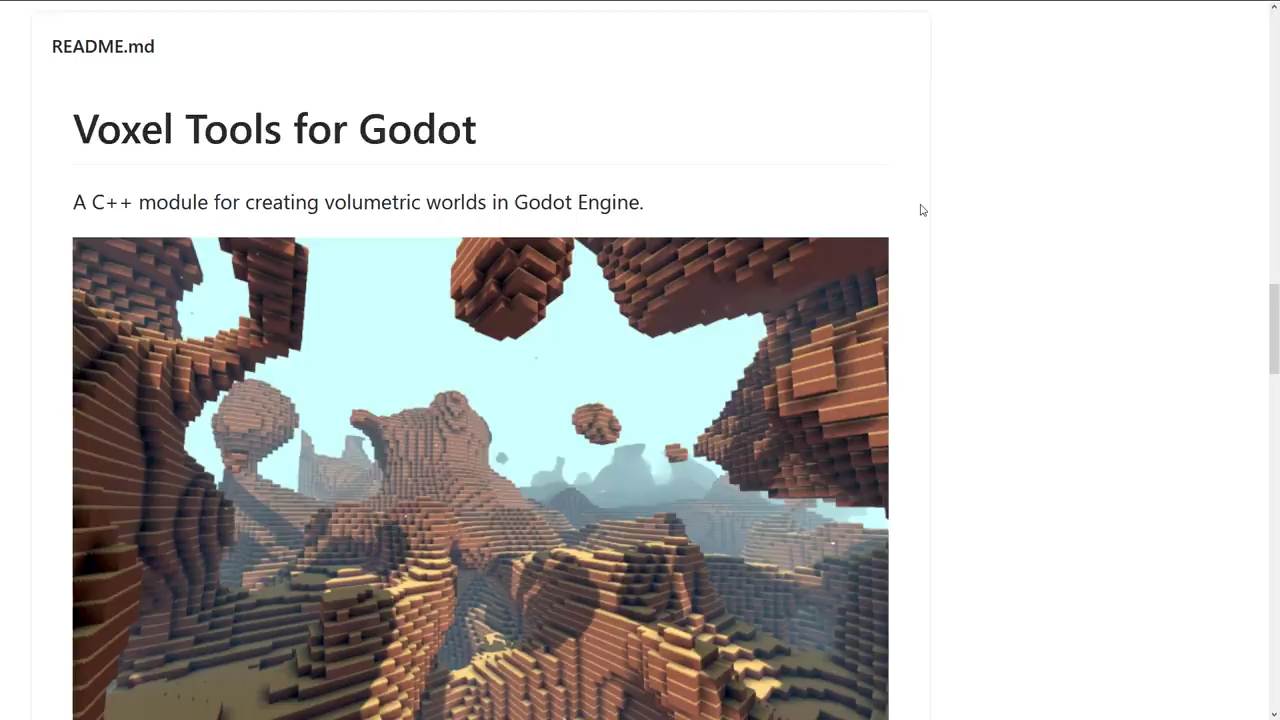 README.md
Voxel Tools for Godot
A C++ module for creating volumetric worlds in Godot Engine.